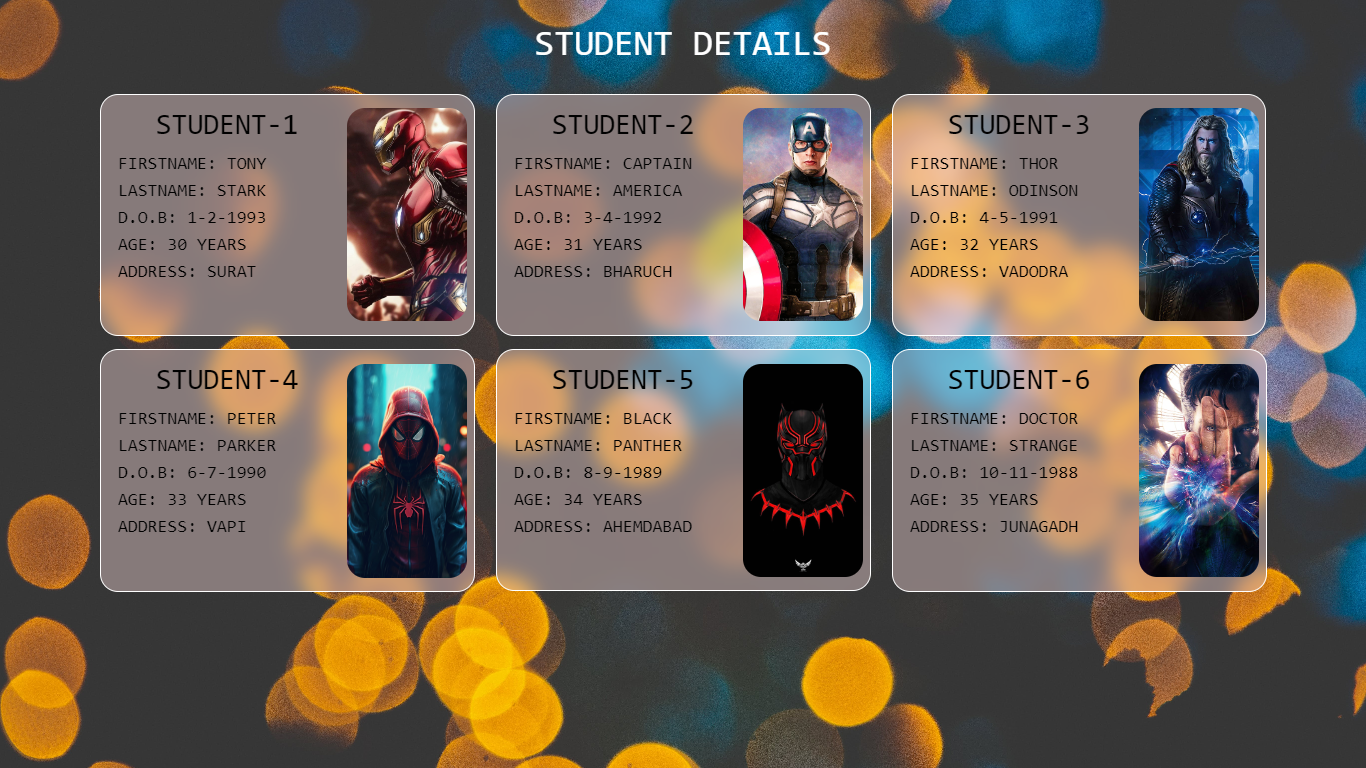 STUDENT DETAILS
STUDENT-1
FIRSTNAME: TONY
LASTNAME: STARK
D.O.B: 1-2-1993
AGE: 30 YEARS
ADDRESS: SURAT
STUDENT-2
FIRSTNAME: CAPTAIN
LASTNAME: AMERICA
D.O.B: 3-4-1992
AGE: 31 YEARS
ADDRESS: BHARUCH
A
STUDENT-3
FIRSTNAME: THOR
LASTNAME: ODINSON
D.O.B: 4-5-1991
AGE: 32 YEARS
ADDRESS: VADODRA
STUDENT-4
FIRSTNAME: PETER
LASTNAME: PARKER
D.O.B: 6-7-1990
AGE: 33 YEARS
ADDRESS: VAPI
STUDENT-5
FIRSTNAME: BLACK
LASTNAME: PANTHER
D.O.B: 8-9-1989
AGE: 34 YEARS
ADDRESS: AHEMDABAD
STUDENT-6
FIRSTNAME: DOCTOR
LASTNAME: STRANGE
D.O.B: 10-11-1988
AGE: 35 YEARS
ADDRESS: JUNAGADH